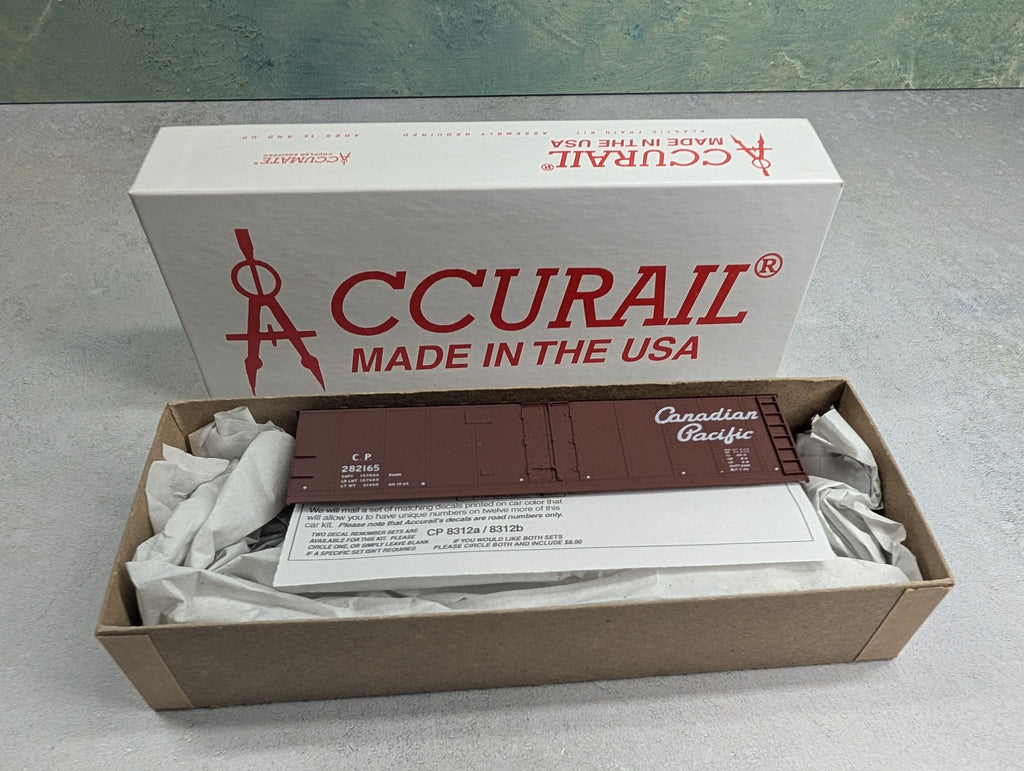 PLASTIC TRAIN KIT ASSEMBLY REQUIRED AGES 14 AND UP
ACCURAIL®
MADE IN THE USA
ACCUMATE®
COUPLER EQUIPPED
ACCURAIL®
MADE IN THE USA
Canadian
Pacific
C.P.
282165
We will mail a set of matching decals printed on car color that
will allow you to have unique numbers on twelve more of this
car kit. Please note that Accurail's decals are road numbers only.
TWO DECAL RENUMBER SETS ARE
AVAILABLE FOR THIS KIT. PLEASE
CIRCLE ONE, OR SIMPLY LEAVE BLANK
IF A SPECIFIC SET ISN'T REQUIRED
CP 8312a / 8312b
IF YOU WOULD LIKE BOTH SETS
PLEASE CIRCLE BOTH AND INCLUDE $8.00